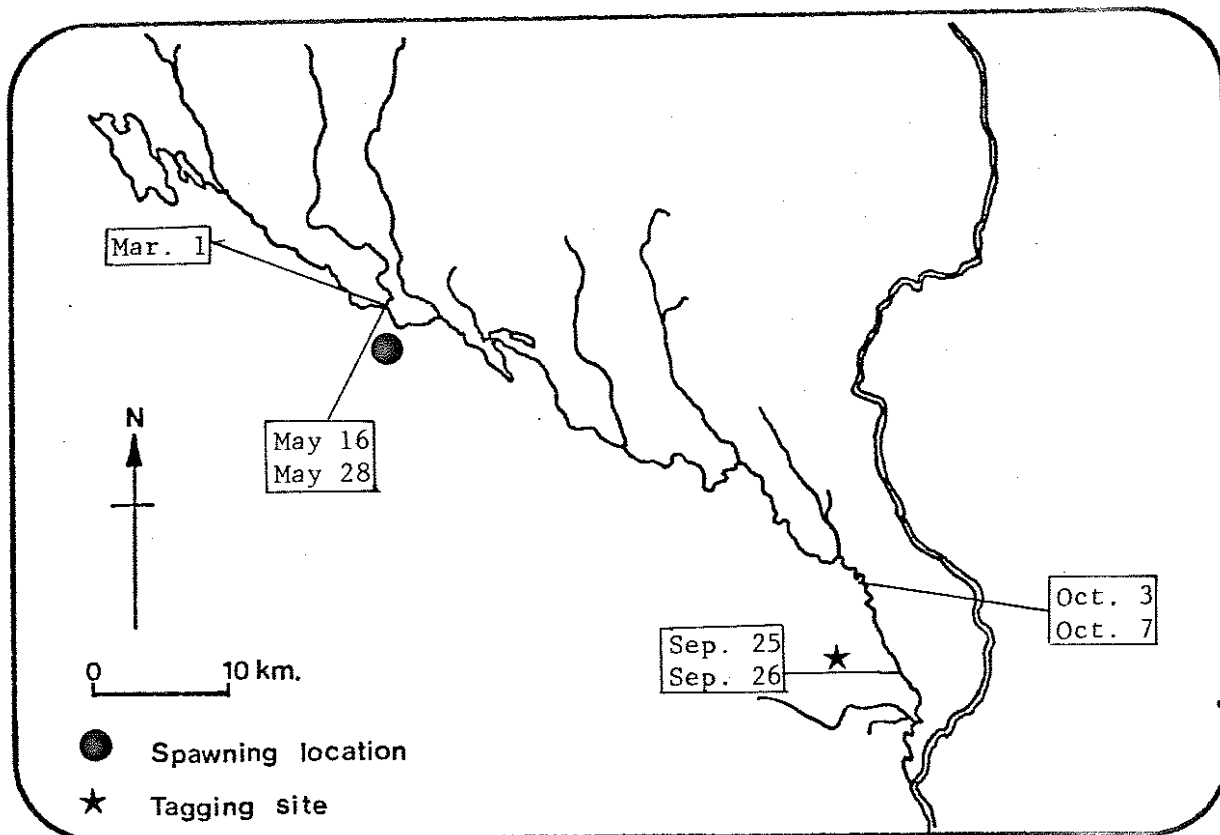 Mar. 1
May 16
May 28
N
Oct. 3
Oct. 7
Sep. 25
Sep. 26
0 10 km.
Spawning location
Tagging site